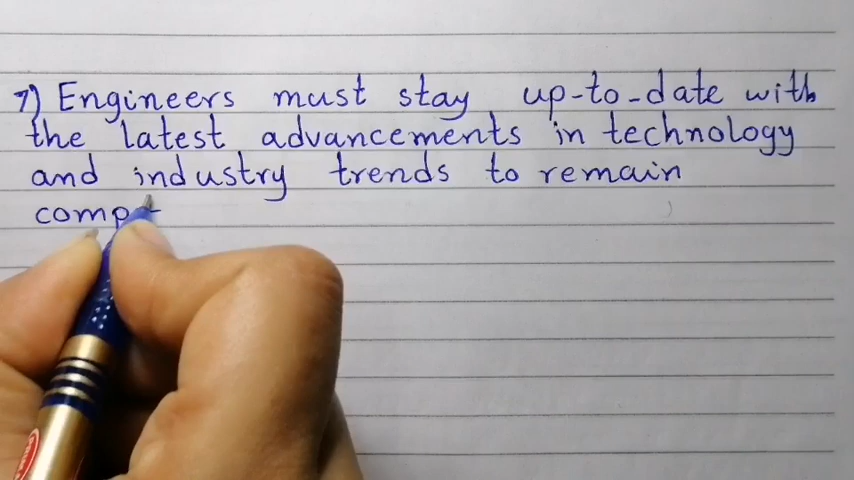 7) Engineers must stay up-to-date with
the latest advancements in technology
and industry trends to remain
comp